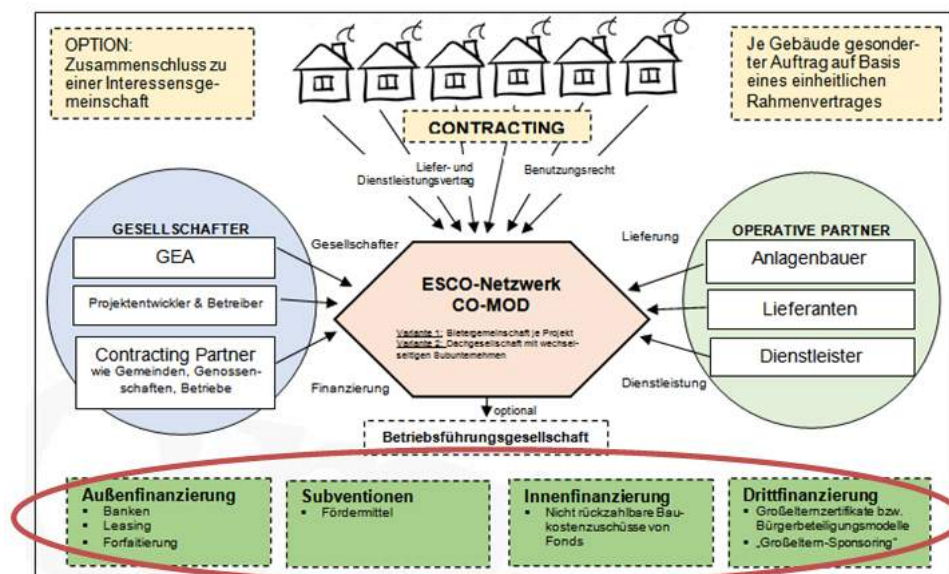 OPTION:
Zusammenschluss zu
einer Interessensge-
meinschaft
Je Gebäude gesonder-
ter Auftrag auf Basis
eines einheitlichen
Rahmenvertrages
CONTRACTING
Liefer- und
Dienstleistungsvertrag
Benutzungsrecht
GESELLSCHAFTER
GEA
Projektentwickler & Betreiber
Contracting Partner
wie Gemeinden, Genossen-
schaften, Betriebe
Gesellschafter
Finanzierung
ESCO-Netzwerk
CO-MOD
Variante 1: Bietergemeinschaft je Projekt
Variante 2: Dachgesellschaft mit wechsel-
seitigen Subunternehmen
Lieferung
Dienstleistung
OPERATIVE PARTNER
Anlagenbauer
Lieferanten
Dienstleister
optional
Betriebsführungsgesellschaft
Außenfinanzierung
▪ Banken
▪ Leasing
▪ Forfaitierung
Subventionen
▪ Fördermittel
Innenfinanzierung
▪ Nicht rückzahlbare Bau-
kostenzuschüsse von
Fonds
Drittfinanzierung
▪ Großelternzertifikate bzw.
Bürgerbeteiligungsmodelle
▪ „Großeltern-Sponsoring"